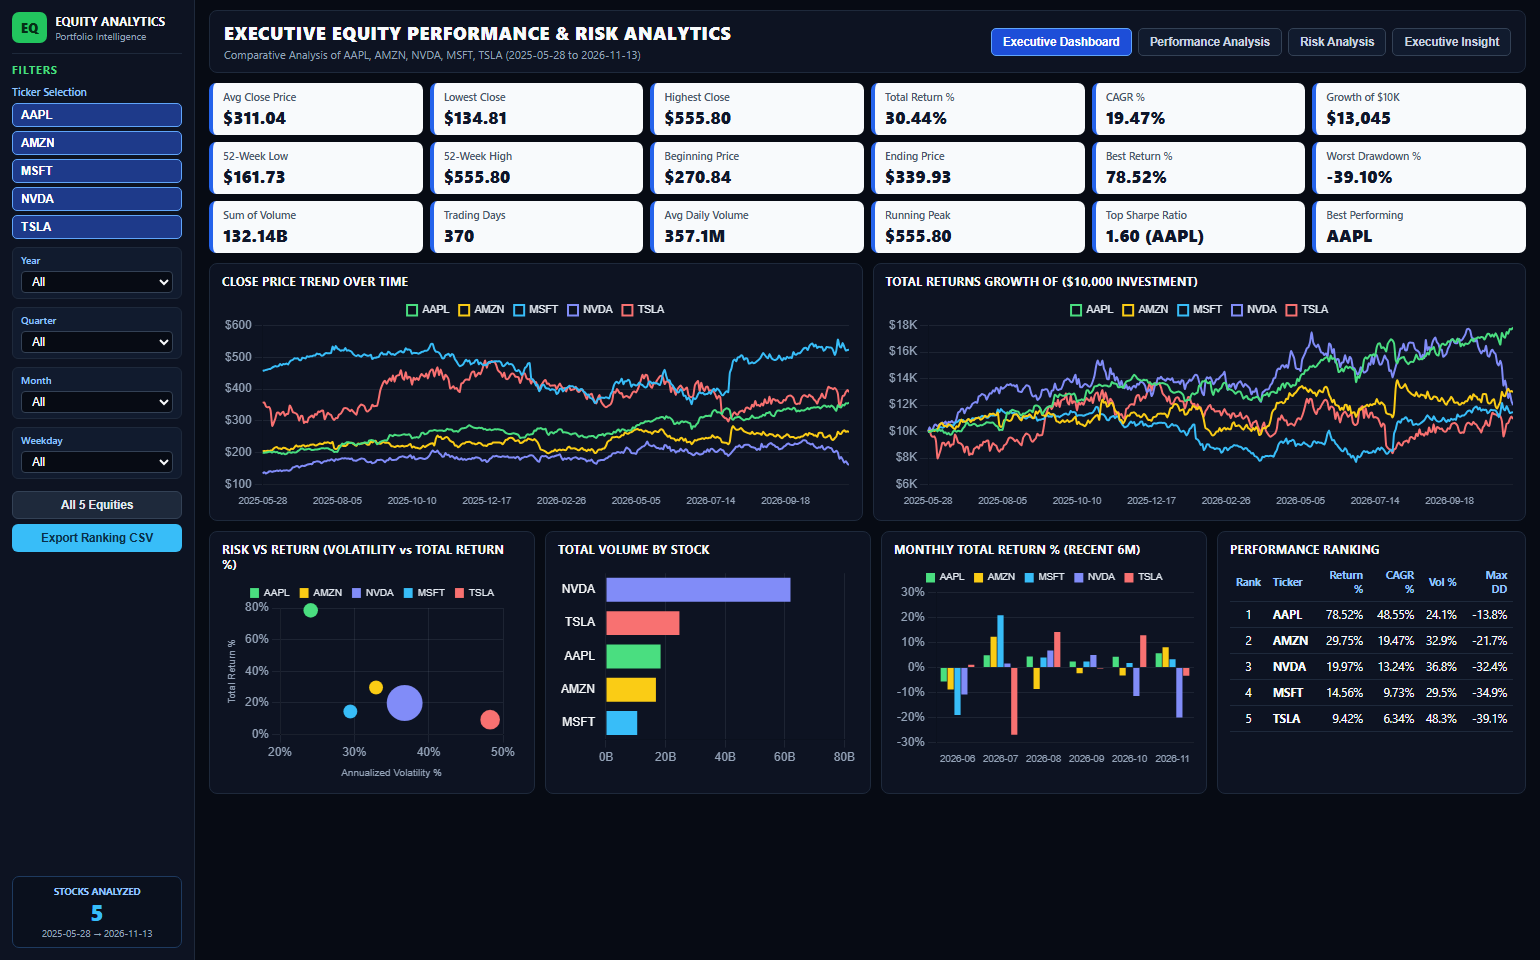 EQ
EQUITY ANALYTICS
Portfolio Intelligence
FILTERS
Ticker Selection
AAPL
AMZN
MSFT
NVDA
TSLA
Year
All
Quarter
All
Month
All
Weekday
All
All 5 Equities
Export Ranking CSV
STOCKS ANALYZED
5
2025-05-28 → 2026-11-13
EXECUTIVE EQUITY PERFORMANCE & RISK ANALYTICS
Comparative Analysis of AAPL, AMZN, NVDA, MSFT, TSLA (2025-05-28 to 2026-11-13)
Executive Dashboard
Performance Analysis
Risk Analysis
Executive Insight
Avg Close Price
$311.04
Lowest Close
$134.81
Highest Close
$555.80
Total Return %
30.44%
CAGR %
19.47%
Growth of $10K
$13,045
52-Week Low
$161.73
52-Week High
$555.80
Beginning Price
$270.84
Ending Price
$339.93
Best Return %
78.52%
Worst Drawdown %
-39.10%
Sum of Volume
132.14B
Trading Days
370
Avg Daily Volume
357.1M
Running Peak
$555.80
Top Sharpe Ratio
1.60 (AAPL)
Best Performing
AAPL
CLOSE PRICE TREND OVER TIME
AAPL AMZN MSFT NVDA TSLA
$600
$500
$400
$300
$200
$100
2025-05-28 2025-08-05 2025-10-10 2025-12-17 2026-02-26 2026-05-05 2026-07-14 2026-09-18
TOTAL RETURNS GROWTH OF ($10,000 INVESTMENT)
AAPL AMZN MSFT NVDA TSLA
$18K
$16K
$14K
$12K
$10K
$8K
$6K
2025-05-28 2025-08-05 2025-10-10 2025-12-17 2026-02-26 2026-05-05 2026-07-14 2026-09-18
RISK VS RETURN (VOLATILITY vs TOTAL RETURN
%)
AAPL AMZN NVDA MSFT TSLA
Total Return %
80%
60%
40%
20%
0%
20% 30% 40% 50%
Annualized Volatility %
TOTAL VOLUME BY STOCK
NVDA
TSLA
AAPL
AMZN
MSFT
0B 20B 40B 60B 80B
MONTHLY TOTAL RETURN % (RECENT 6M)
AAPL AMZN MSFT NVDA TSLA
30%
20%
10%
0%
-10%
-20%
-30%
2026-06 2026-07 2026-08 2026-09 2026-10 2026-11
PERFORMANCE RANKING
Rank Ticker Return % CAGR % Vol % Max DD
1 AAPL 78.52% 48.55% 24.1% -13.8%
2 AMZN 29.75% 19.47% 32.9% -21.7%
3 NVDA 19.97% 13.24% 36.8% -32.4%
4 MSFT 14.56% 9.73% 29.5% -34.9%
5 TSLA 9.42% 6.34% 48.3% -39.1%